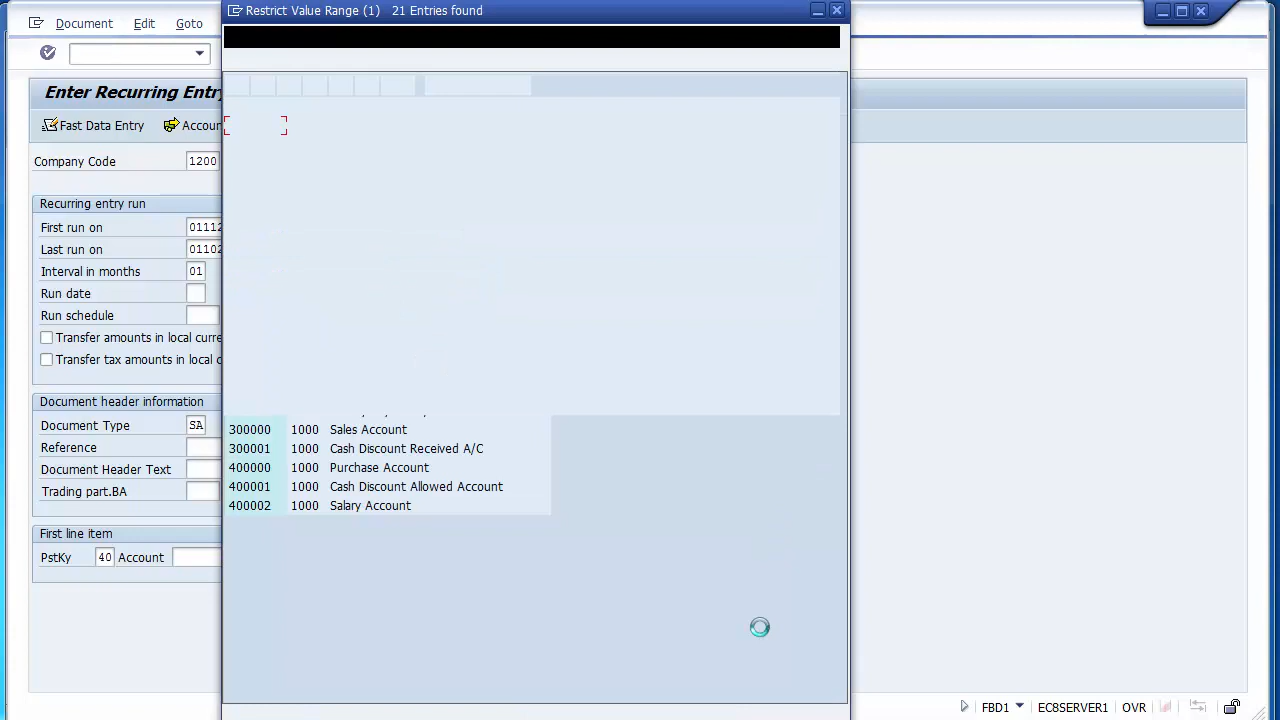 Restrict Value Range (1) 21 Entries found
Document Edit Goto
Enter Recurring Entry
Fast Data Entry
Company Code 1200
Recurring entry run
First run on 01112
Last run on 01102
Interval in months 01
Run date
Run schedule
Transfer amounts in local curre
Transfer tax amounts in local c
Document header information
Document Type SA
Reference
Document Header Text
Trading part.BA
First line item
PstKy 40 Account
300000 1000 Sales Account
300001 1000 Cash Discount Received A/C
400000 1000 Purchase Account
400001 1000 Cash Discount Allowed Account
400002 1000 Salary Account
FBD1 EC8SERVER1 OVR